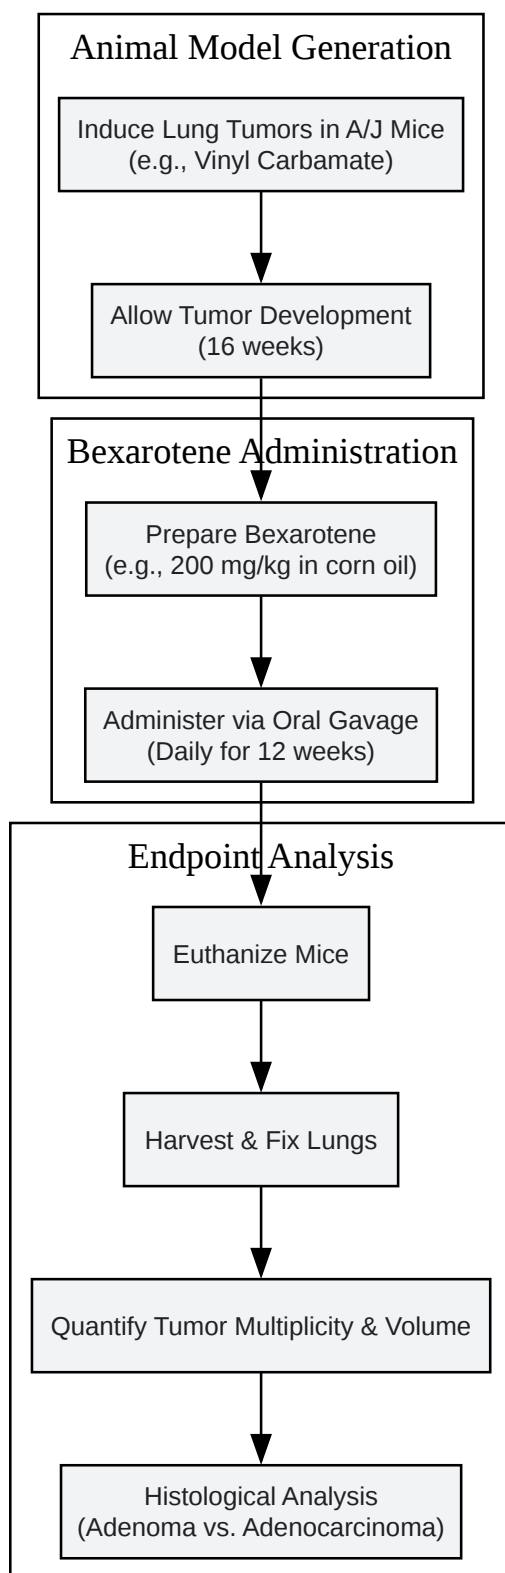 Animal Model Generation
Induce Lung Tumors in A/J Mice
(e.g., Vinyl Carbamate)
Allow Tumor Development
(16 weeks)
Bexarotene Administration
Prepare Bexarotene
(e.g., 200 mg/kg in corn oil)
Administer via Oral Gavage
(Daily for 12 weeks)
Endpoint Analysis
Euthanize Mice
Harvest & Fix Lungs
Quantify Tumor Multiplicity & Volume
Histological Analysis
(Adenoma vs. Adenocarcinoma)